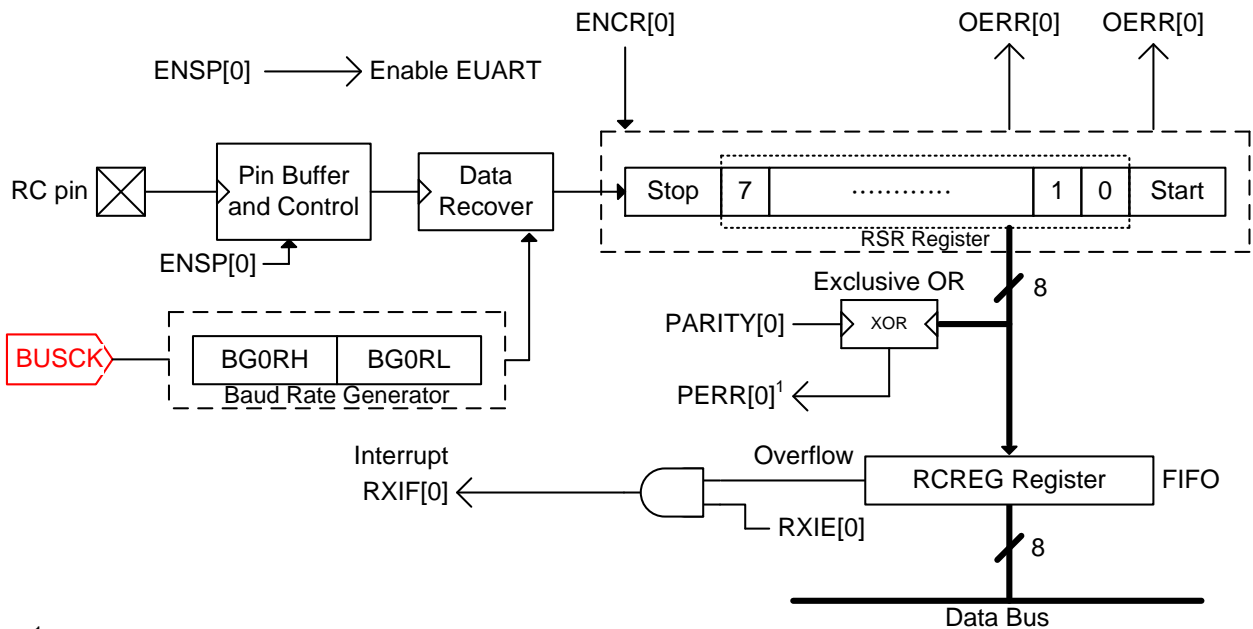 ENCR[0]
OERR[0]
OERR[0]
ENSP[0]
Enable EUART
RC pin
Pin Buffer
and Control
Data
Recover
Stop
7
............
1
0
Start
RSR Register
ENSP[0]
8
Exclusive OR
PARITY[0]
XOR
BUSCK
BG0RH
BG0RL
Baud Rate Generator
PERR[0]¹
Interrupt
RXIF[0]
Overflow
RCREG Register
FIFO
RXIE[0]
8
Data Bus